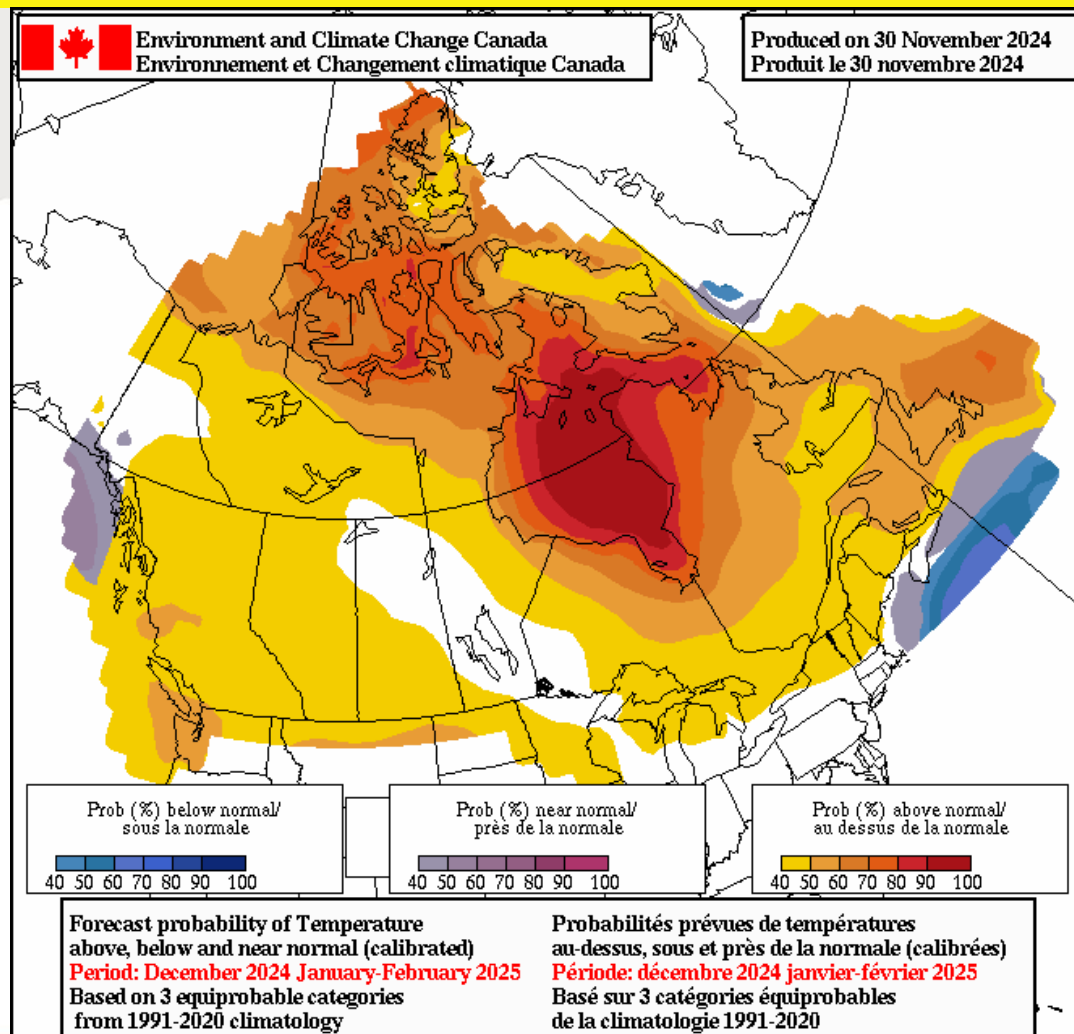 Environment and Climate Change Canada
Environnement et Changement climatique Canada
Produced on 30 November 2024
Produit le 30 novembre 2024
Prob (%) below normal/
sous la normale
40 50 60 70 80 90 100
Prob (%) near normal/
près de la normale
40 50 60 70 80 90 100
Prob (%) above normal/
au dessus de la normale
40 50 60 70 80 90 100
Forecast probability of Temperature
above, below and near normal (calibrated)
Period: December 2024 January-February 2025
Based on 3 equiprobable categories
from 1991-2020 climatology
Probabilités prévues de températures
au-dessus, sous et près de la normale (calibrées)
Période: décembre 2024 janvier-février 2025
Basé sur 3 catégories équiprobables
de la climatologie 1991-2020